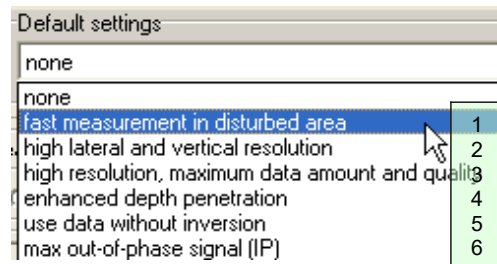 Default settings
none
none
fast measurement in disturbed area 1
high lateral and vertical resolution 2
high resolution, maximum data amount and quality 3
enhanced depth penetration 4
use data without inversion 5
max out-of-phase signal (IP) 6